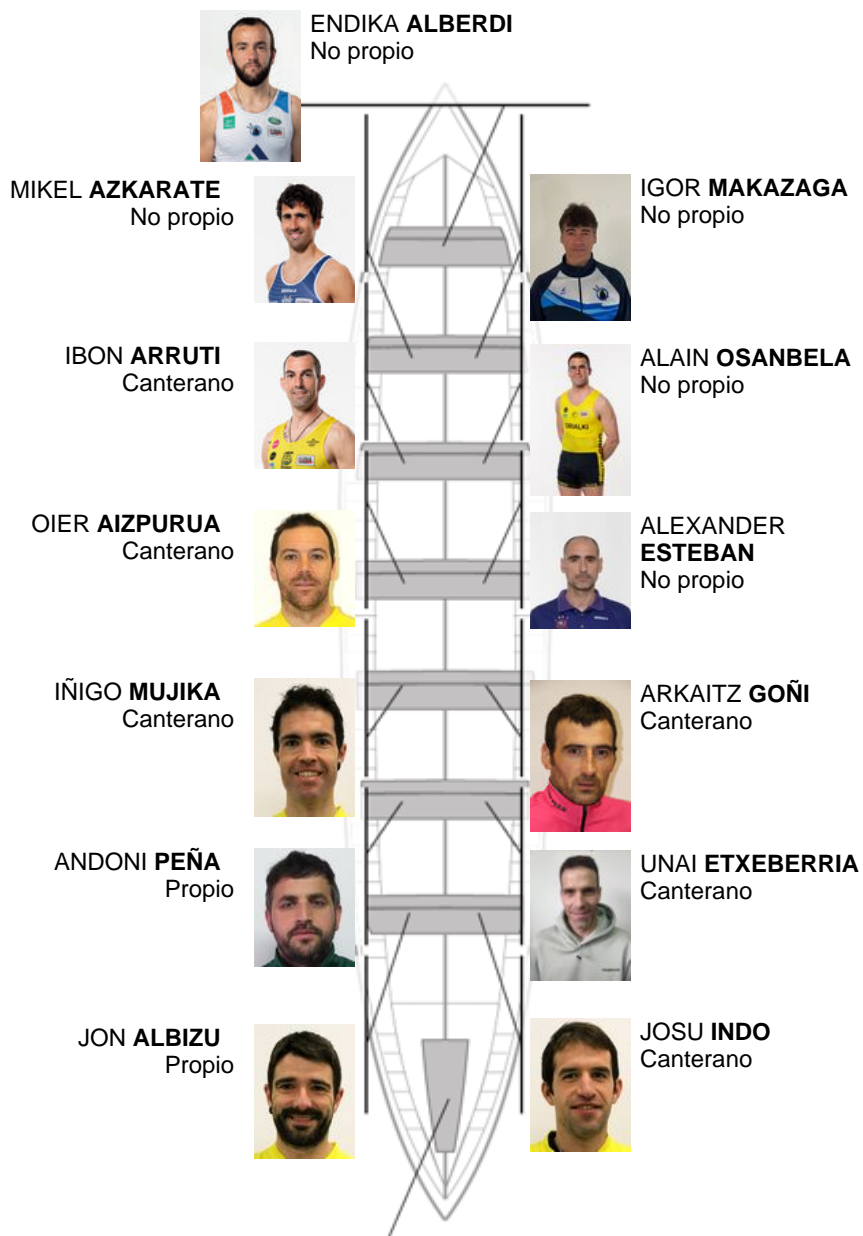 ENDIKA ALBERDI
No propio
MIKEL AZKARATE
No propio
IGOR MAKAZAGA
No propio
IBON ARRUTI
Canterano
ALAIN OSANBELA
No propio
OIER AIZPURUA
Canterano
ALEXANDER
ESTEBAN
No propio
IÑIGO MUJIKA
Canterano
ARKAITZ GOÑI
Canterano
ANDONI PEÑA
Propio
UNAI ETXEBERRIA
Canterano
JON ALBIZU
Propio
JOSU INDO
Canterano